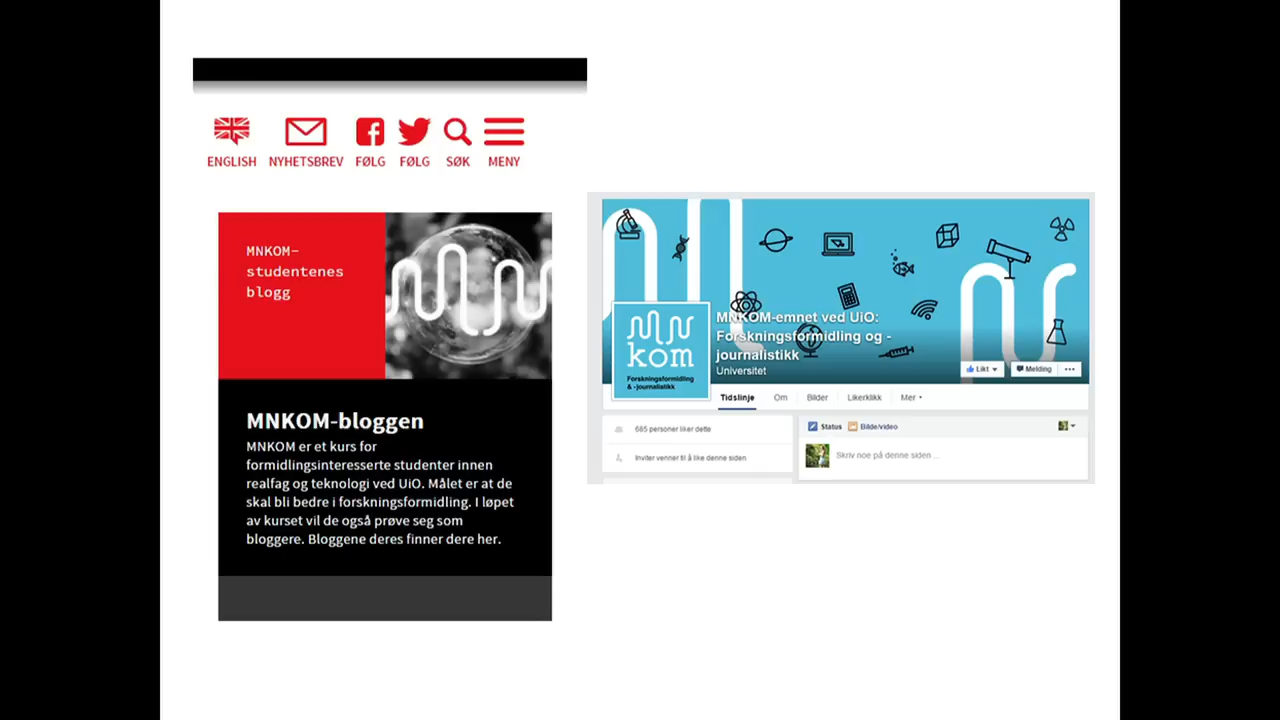 ENGLISH NYHETSBREV FØLG FØLG SØK MENY
MNKOM-
studentenes
blogg
MNKOM-bloggen
MNKOM er et kurs for
formidlingsinteresserte studenter innen
realfag og teknologi ved UiO. Målet er at de
skal bli bedre i forskningsformidling. I løpet
av kurset vil de også prøve seg som
bloggere. Bloggene deres finner dere her.
mn
kom
Forskningsformidling
& -journalistikk
MNKOM-emnet ved UiO:
Forskningsformidling og -
journalistikk
Universitet
Likt Melding ...
Tidslinje Om Bilder Likerklikk Mer
685 personer liker dette
Inviter venner til å like denne siden
Status Bilde/video
Skriv noe på denne siden ...